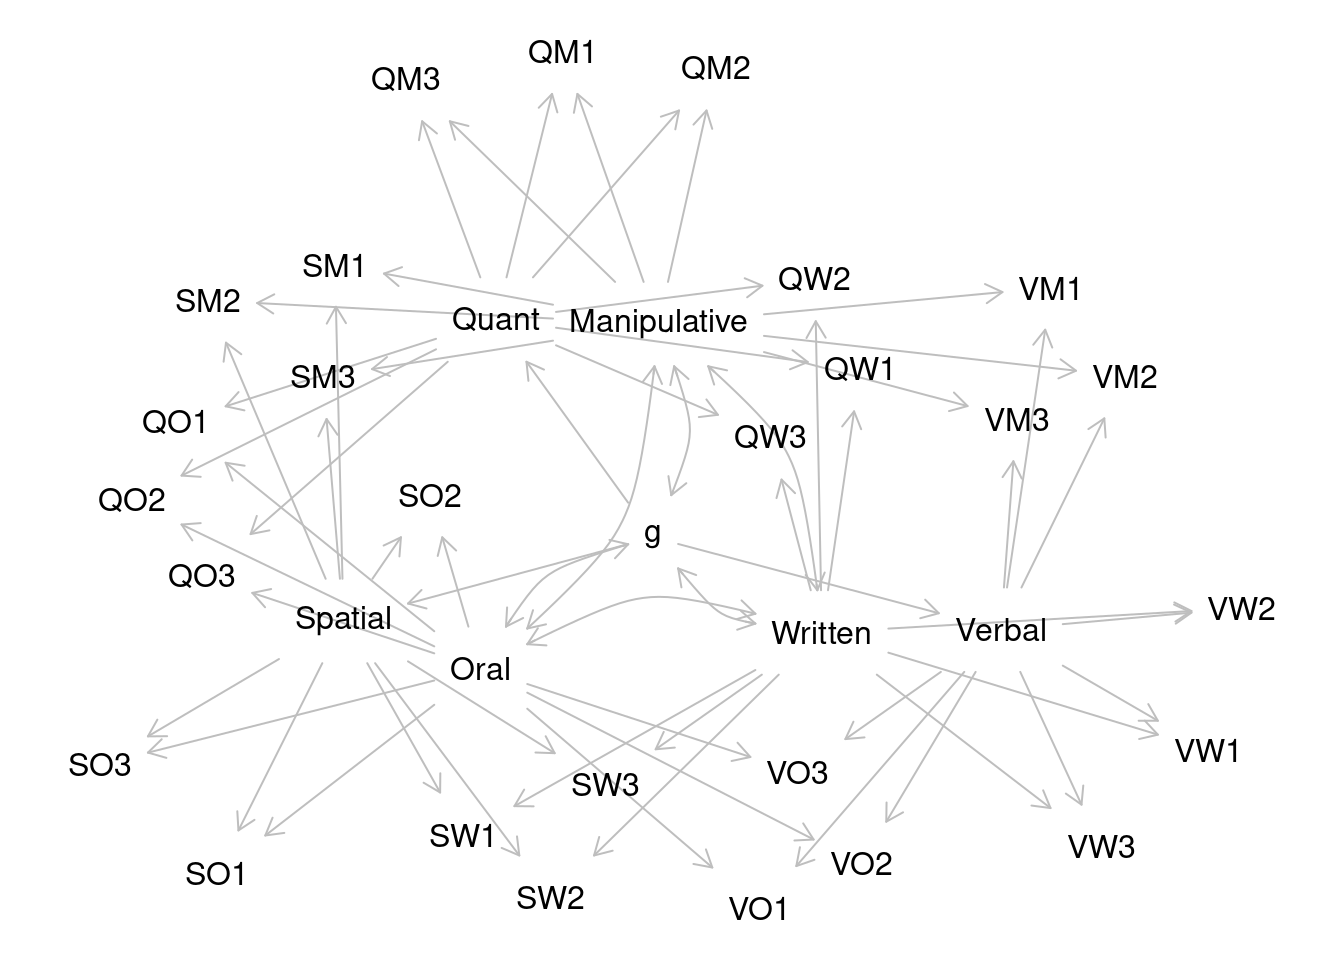 QM1
QM2
QM3
SM1
QW2
VM1
SM2
Quant
Manipulative
SM3
QW1
VM2
QO1
VM3
QW3
QO2
SO2
g
QO3
Spatial
VW2
Written
Verbal
Oral
SO3
VW1
VO3
SW3
SW1
VW3
SO1
VO2
SW2
VO1